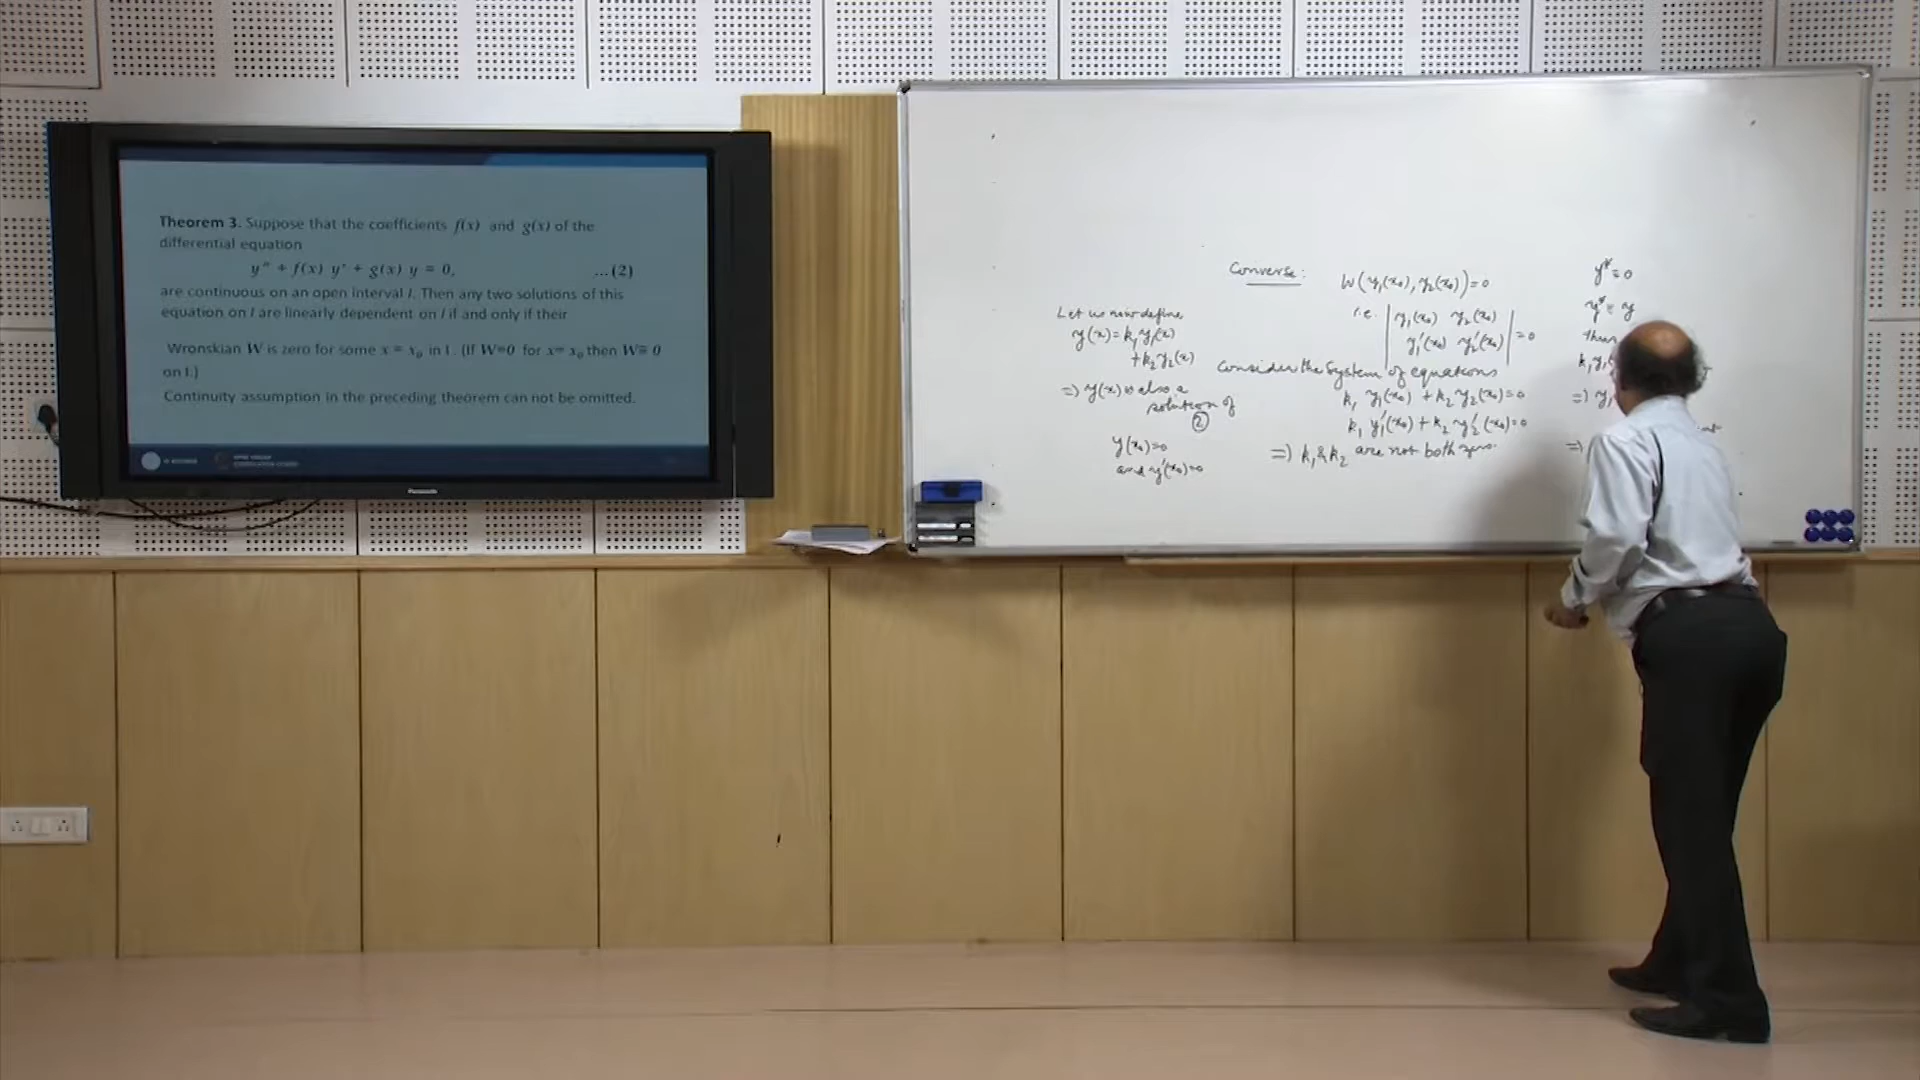 Theorem 3. Suppose that the coefficients f(x) and g(x) of the
differential equation
y" + f(x) y' + g(x) y = 0, ...(2)
are continuous on an open interval I. Then any two solutions of this
equation on I are linearly dependent on I if and only if their
Wronskian W is zero for some x = x₀ in I. (If W=0 for x= x₀ then W≡ 0
on I.)
Continuity assumption in the preceding theorem can not be omitted.
Panasonic
Let us now define
y(x)=k₁y₁(x)
+k₂y₂(x)
⇒ y(x) is also a
solution of
②
y(x₀)=0
and y'(x₀)=0
Converse:
W(y₁(x₀), y₂(x₀))=0
i.e. | y₁(x₀) y₂(x₀) |
| y₁'(x₀) y₂'(x₀) | =0
Consider the system of equations
k₁ y₁(x₀) + k₂ y₂(x₀)=0
k₁ y₁'(x₀) + k₂ y₂'(x₀)=0
⇒ k₁ & k₂ are not both zero.
y*≡0
y*≡y
k₁y₁
⇒ y₁
⇒